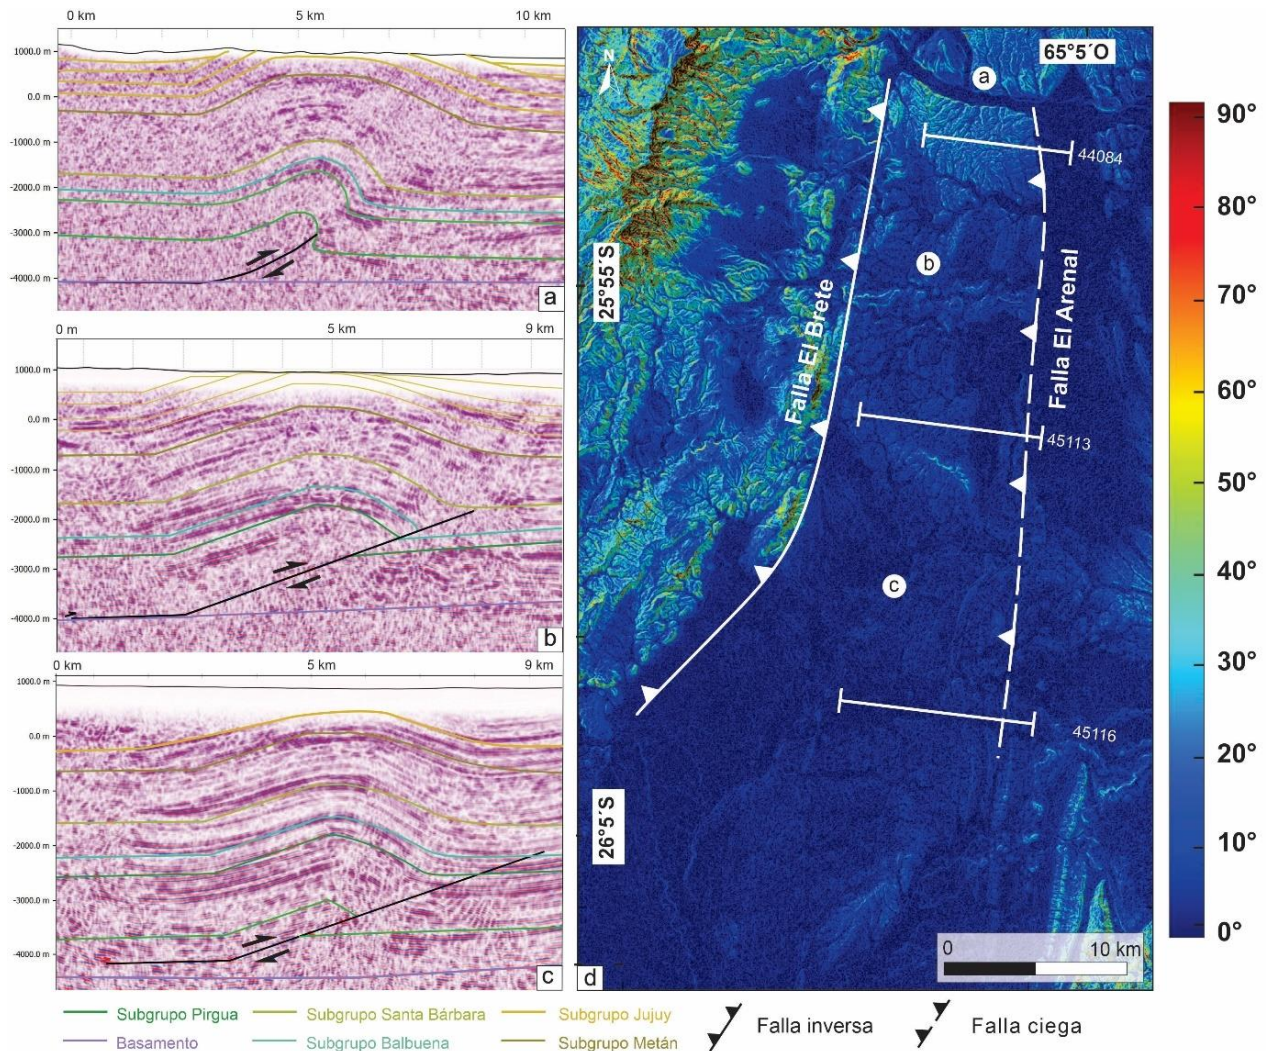 0 km 5 km 10 km
1000.0 m
0.0 m
-1000.0 m
-2000.0 m
-3000.0 m
-4000.0 m
a
0 m 5 km 9 km
1000.0 m
0.0 m
-1000.0 m
-2000.0 m
-3000.0 m
-4000.0 m
b
0 km 5 km 9 km
1000.0 m
0.0 m
-1000.0 m
-2000.0 m
-3000.0 m
-4000.0 m
c
N
65°5´O
a
44084
25°55´S
b
Falla El Brete
Falla El Arenal
45113
c
45116
26°5´S
0 10 km
d
90°
80°
70°
60°
50°
40°
30°
20°
10°
0°
Subgrupo Pirgua Subgrupo Santa Bárbara Subgrupo Jujuy
Basamento Subgrupo Balbuena Subgrupo Metán
Falla inversa Falla ciega